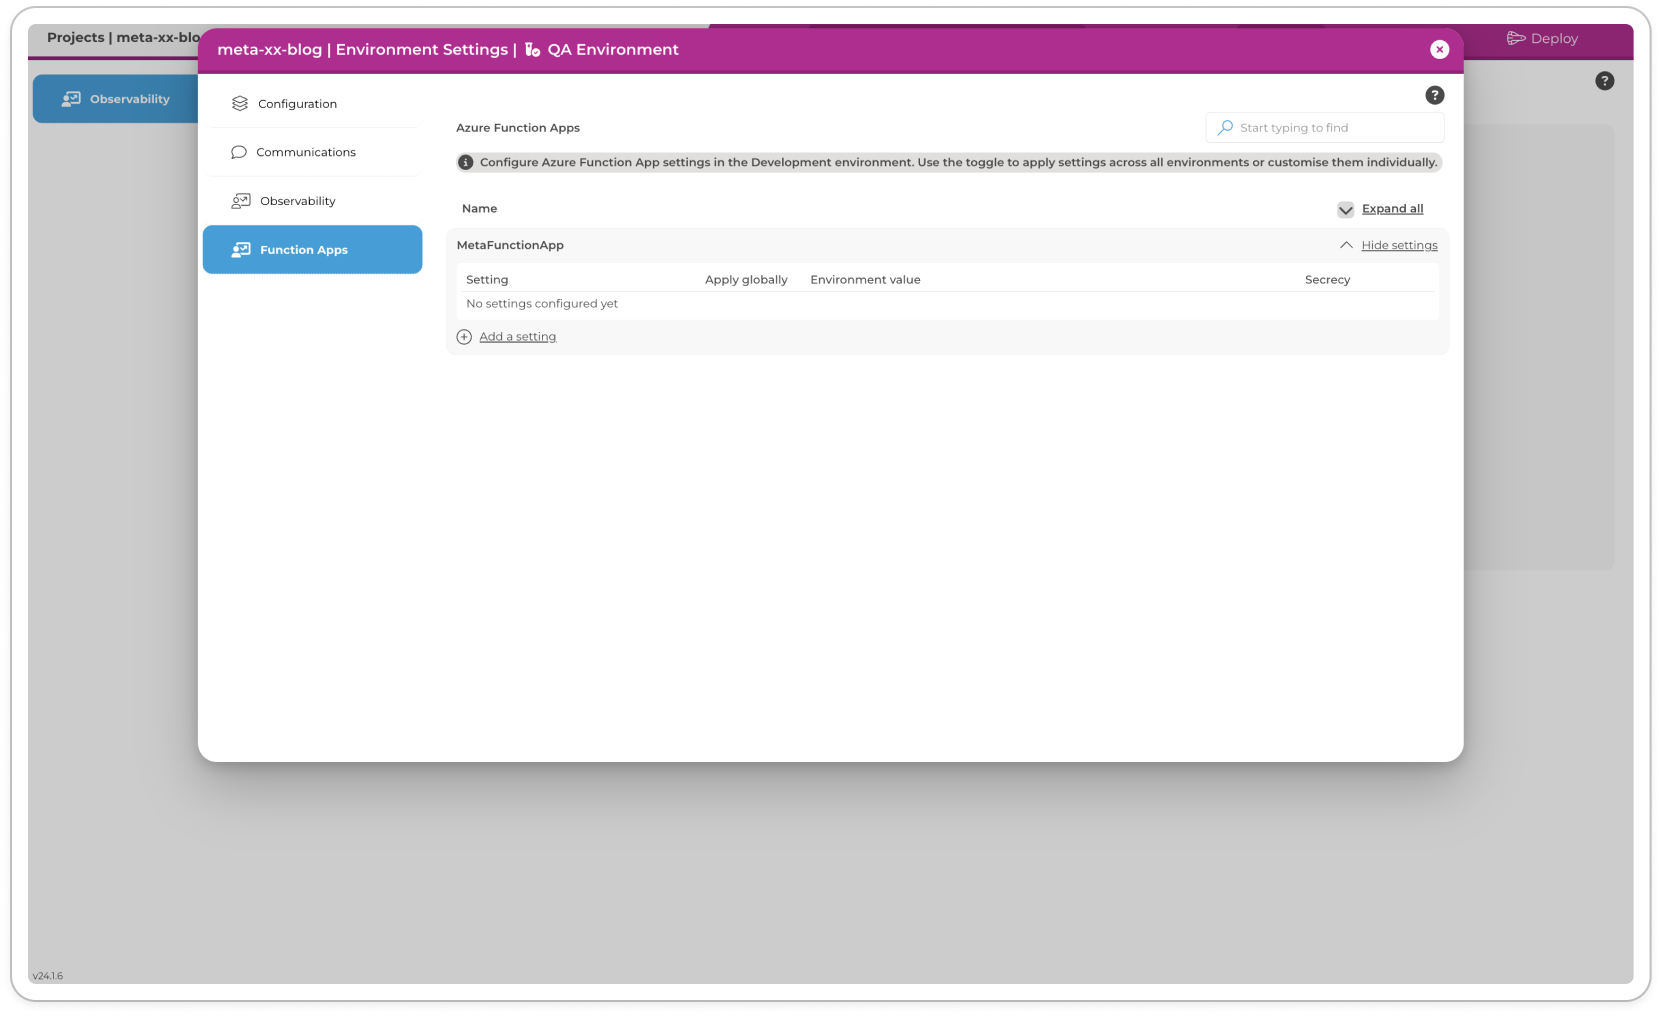 Projects | meta-xx-blo
meta-xx-blog | Environment Settings | QA Environment
Deploy
Observability
Configuration
Communications
Observability
Function Apps
Azure Function Apps
Start typing to find
Configure Azure Function App settings in the Development environment. Use the toggle to apply settings across all environments or customise them individually.
Name
Expand all
MetaFunctionApp
Hide settings
Setting Apply globally Environment value Secrecy
No settings configured yet
Add a setting
v24.1.6